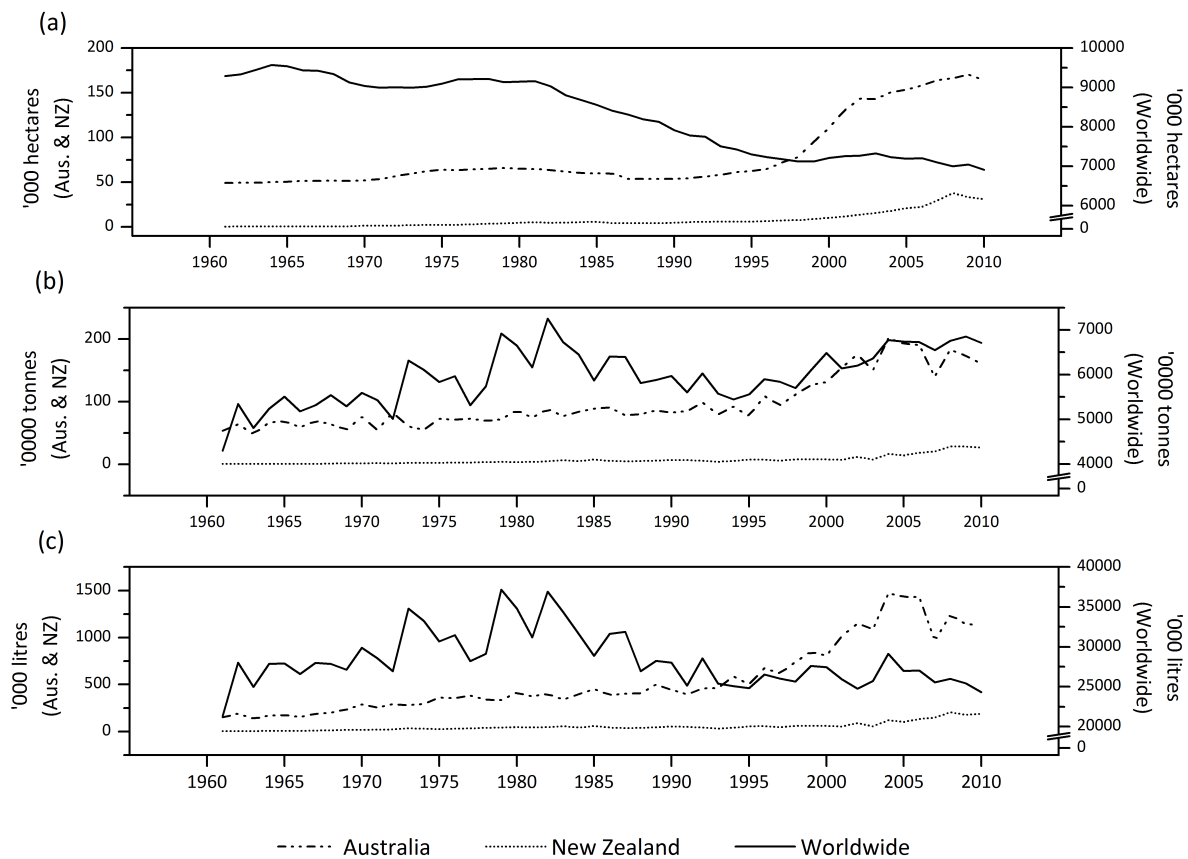 (a)
'000 hectares
(Aus. & NZ)
200
150
100
50
0
10000
9000
8000
7000
6000
0
'000 hectares
(Worldwide)
1960 1965 1970 1975 1980 1985 1990 1995 2000 2005 2010
(b)
'0000 tonnes
(Aus. & NZ)
200
100
0
7000
6000
5000
4000
0
'0000 tonnes
(Worldwide)
1960 1965 1970 1975 1980 1985 1990 1995 2000 2005 2010
(c)
'000 litres
(Aus. & NZ)
1500
1000
500
0
40000
35000
30000
25000
20000
0
'000 litres
(Worldwide)
1960 1965 1970 1975 1980 1985 1990 1995 2000 2005 2010
Australia New Zealand Worldwide